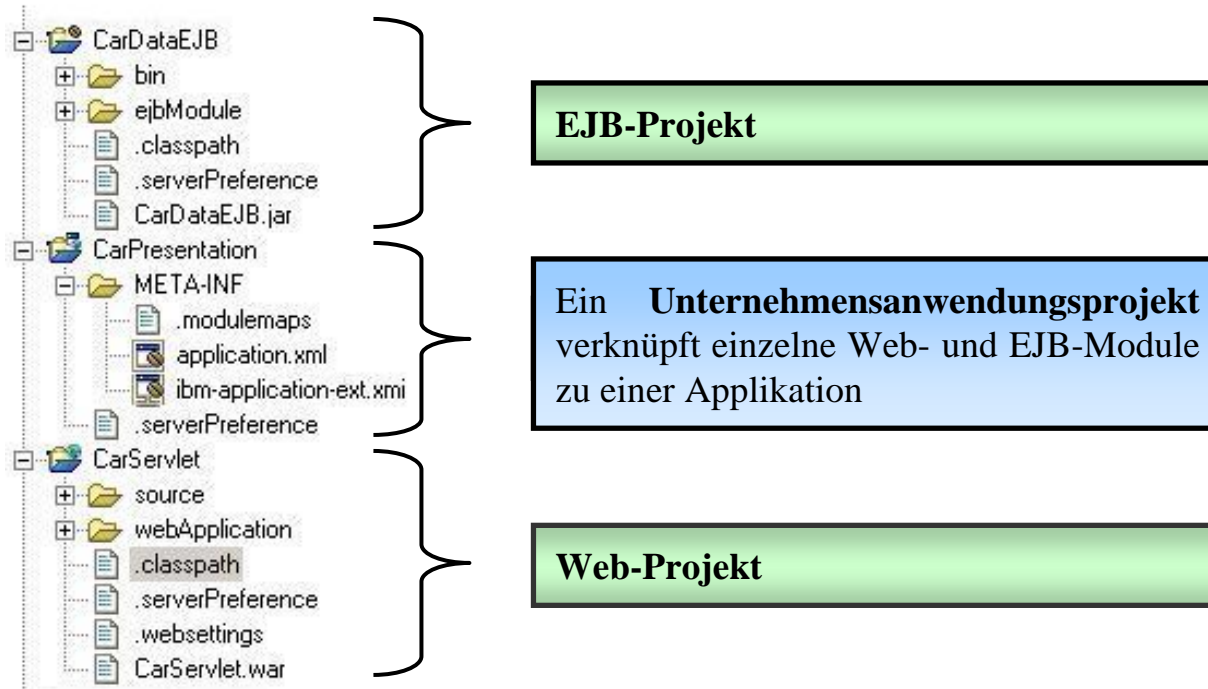 CarDataEJB
bin
ejbModule
.classpath
.serverPreference
CarDataEJB.jar
EJB-Projekt
CarPresentation
META-INF
.modulemaps
application.xml
ibm-application-ext.xmi
.serverPreference
Ein Unternehmensanwendungsprojekt
verknüpft einzelne Web- und EJB-Module
zu einer Applikation
CarServlet
source
webApplication
.classpath
.serverPreference
.websettings
CarServlet.war
Web-Projekt